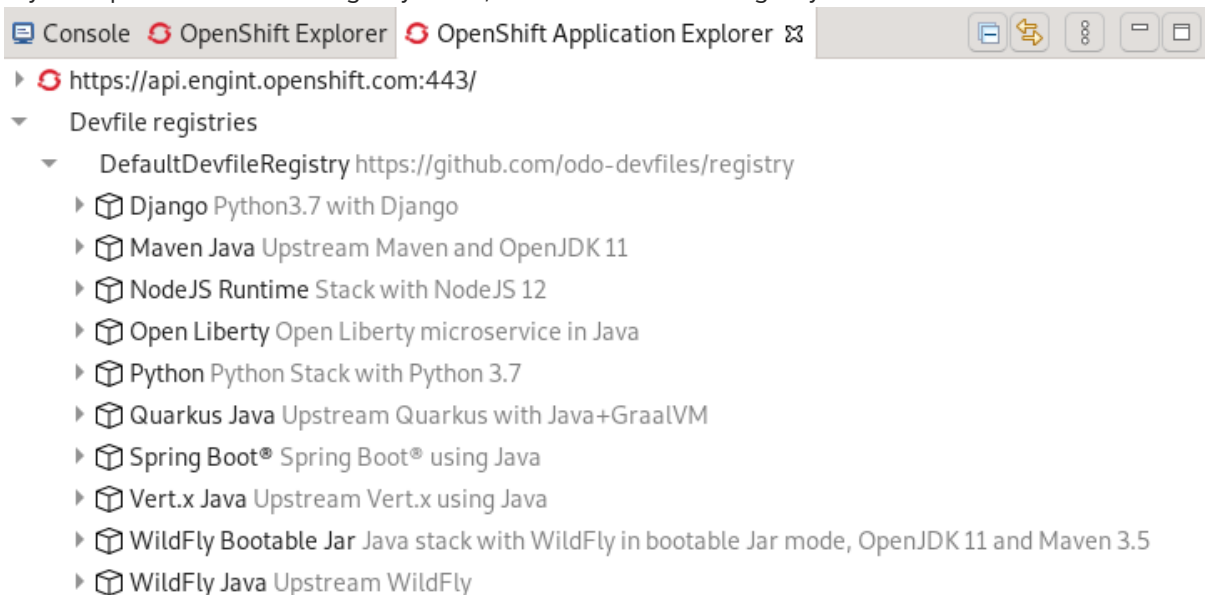 Console OpenShift Explorer OpenShift Application Explorer
https://api.engint.openshift.com:443/
Devfile registries
DefaultDevfileRegistry https://github.com/odo-devfiles/registry
Django Python3.7 with Django
Maven Java Upstream Maven and OpenJDK 11
NodeJS Runtime Stack with NodeJS 12
Open Liberty Open Liberty microservice in Java
Python Python Stack with Python 3.7
Quarkus Java Upstream Quarkus with Java+GraalVM
Spring Boot® Spring Boot® using Java
Vert.x Java Upstream Vert.x using Java
WildFly Bootable Jar Java stack with WildFly in bootable Jar mode, OpenJDK 11 and Maven 3.5
WildFly Java Upstream WildFly